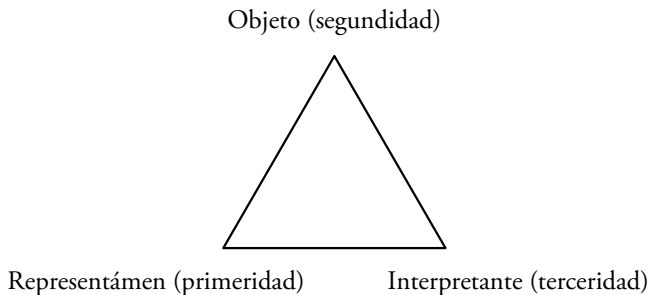 Objeto (segundidad)
Representámen (primeridad) Interpretante (terceridad)